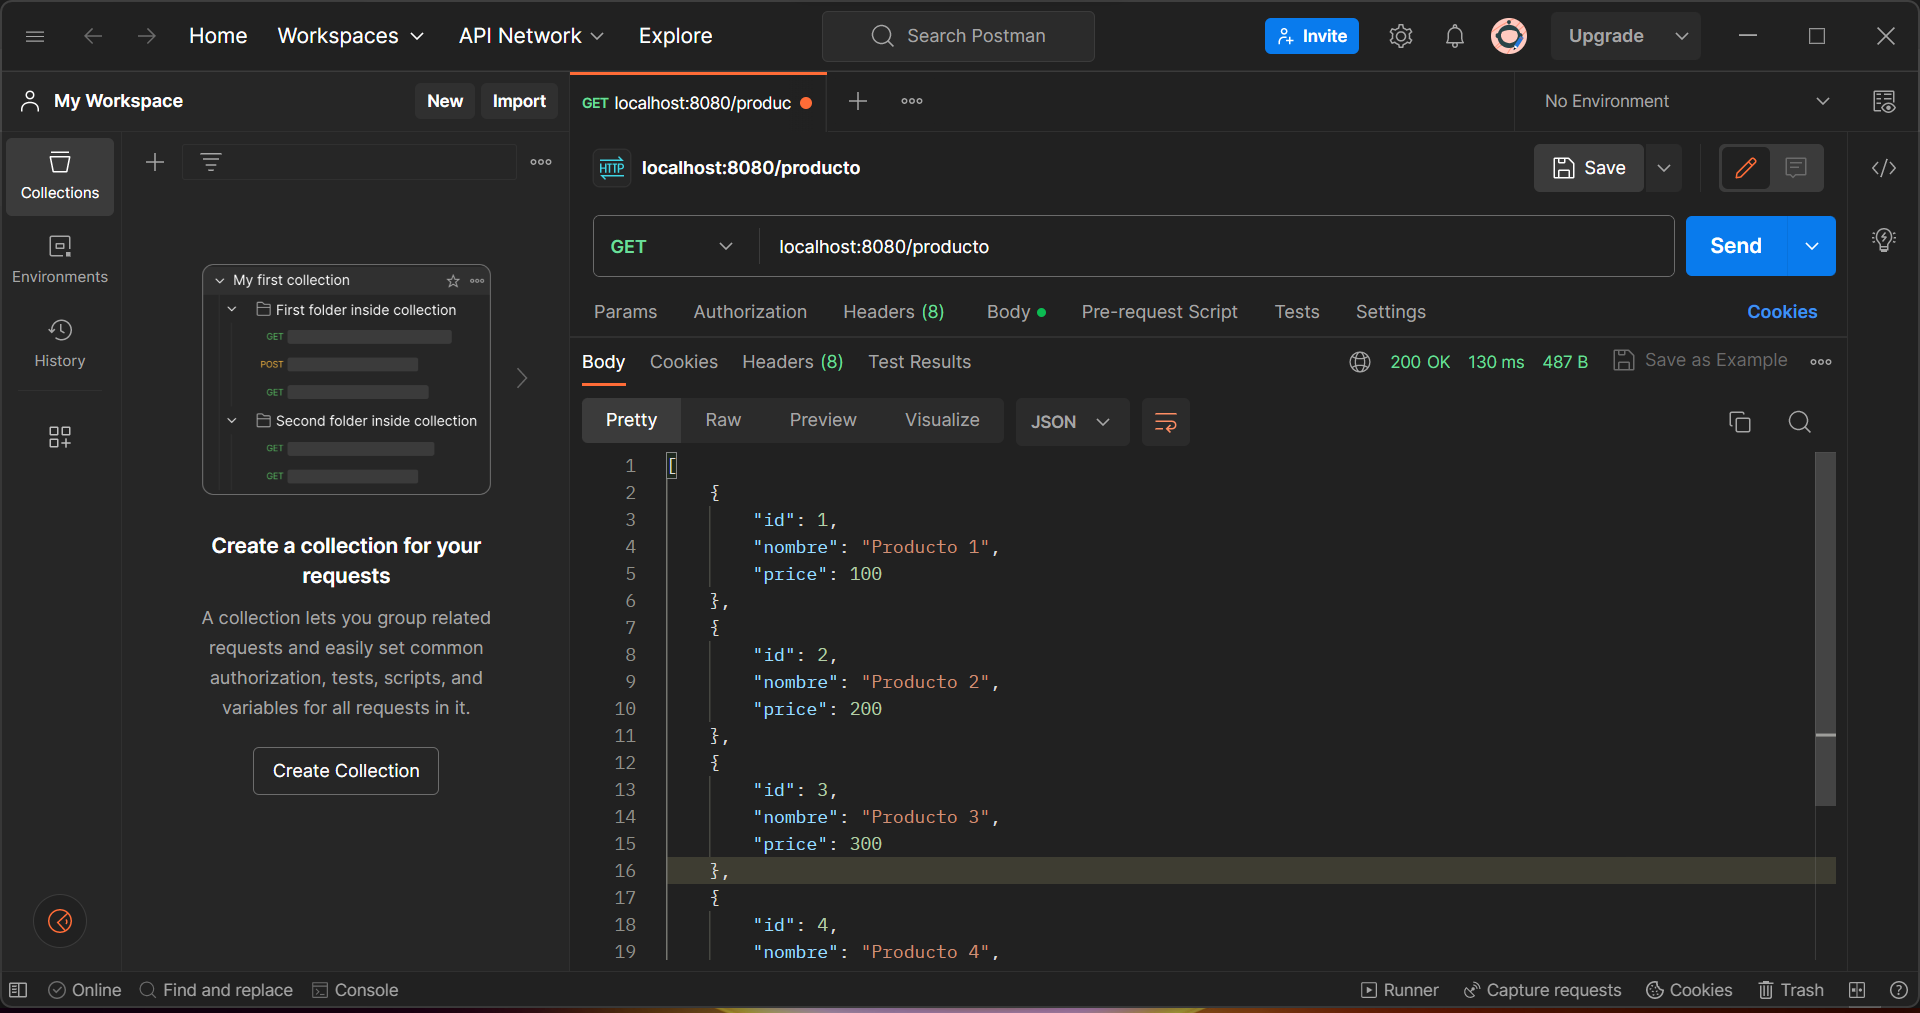 Home Workspaces API Network Explore Search Postman Invite Upgrade
My Workspace New Import GET localhost:8080/produc No Environment
Collections
Environments
History
My first collection
First folder inside collection
GET
POST
GET
Second folder inside collection
GET
GET
Create a collection for your
requests
A collection lets you group related
requests and easily set common
authorization, tests, scripts, and
variables for all requests in it.
Create Collection
HTTP localhost:8080/producto Save
GET localhost:8080/producto Send
Params Authorization Headers (8) Body Pre-request Script Tests Settings Cookies
Body Cookies Headers (8) Test Results 200 OK 130 ms 487 B Save as Example
Pretty Raw Preview Visualize JSON
1 [
2 {
3 "id": 1,
4 "nombre": "Producto 1",
5 "price": 100
6 },
7 {
8 "id": 2,
9 "nombre": "Producto 2",
10 "price": 200
11 },
12 {
13 "id": 3,
14 "nombre": "Producto 3",
15 "price": 300
16 },
17 {
18 "id": 4,
19 "nombre": "Producto 4",
Online Find and replace Console Runner Capture requests Cookies Trash